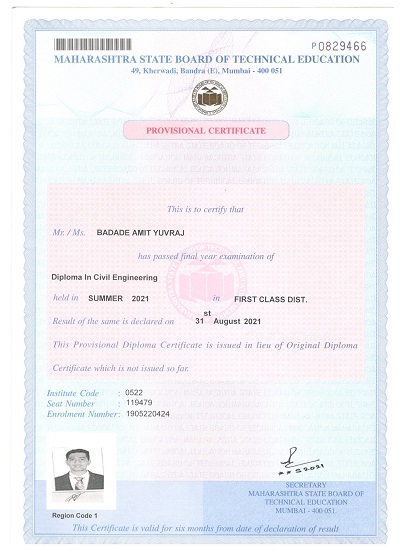 P 0829466
MAHARASHTRA STATE BOARD OF TECHNICAL EDUCATION
49, Kherwadi, Bandra (E), Mumbai - 400 051
PROVISIONAL CERTIFICATE
This is to certify that
Mr. / Ms. BADADE AMIT YUVRAJ
has passed final year examination of
Diploma In Civil Engineering
held in SUMMER 2021 in FIRST CLASS DIST.
Result of the same is declared on 31st August 2021
This Provisional Diploma Certificate is issued in lieu of Original Diploma
Certificate which is not issued so far.
Institute Code : 0522
Seat Number : 119479
Enrolment Number: 1905220424
SECRETARY
MAHARASHTRA STATE BOARD OF
TECHNICAL EDUCATION
MUMBAI - 400 051.
Region Code 1
This Certificate is valid for six months from date of declaration of result